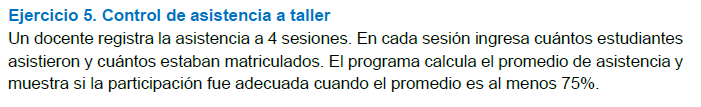 Ejercicio 5. Control de asistencia a taller
Un docente registra la asistencia a 4 sesiones. En cada sesión ingresa cuántos estudiantes
asistieron y cuántos estaban matriculados. El programa calcula el promedio de asistencia y
muestra si la participación fue adecuada cuando el promedio es al menos 75%.